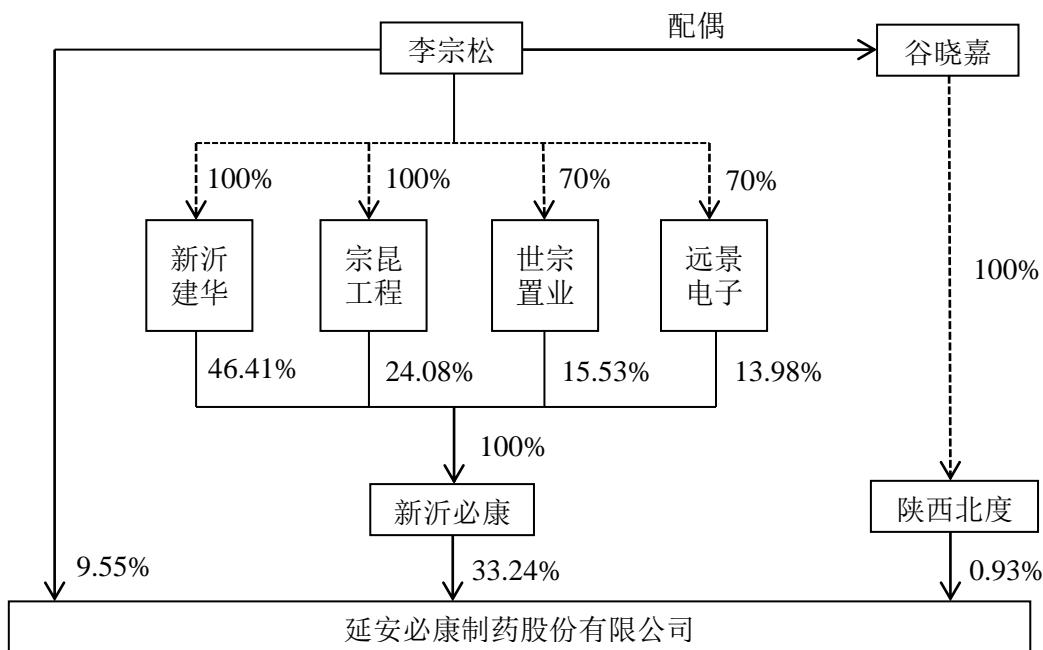 配偶
李宗松
谷晓嘉
100%
100%
70%
70%
新沂
建华
宗昆
工程
世宗
置业
远景
电子
100%
46.41%
24.08%
15.53%
13.98%
100%
新沂必康
陕西北度
9.55%
33.24%
0.93%
延安必康制药股份有限公司